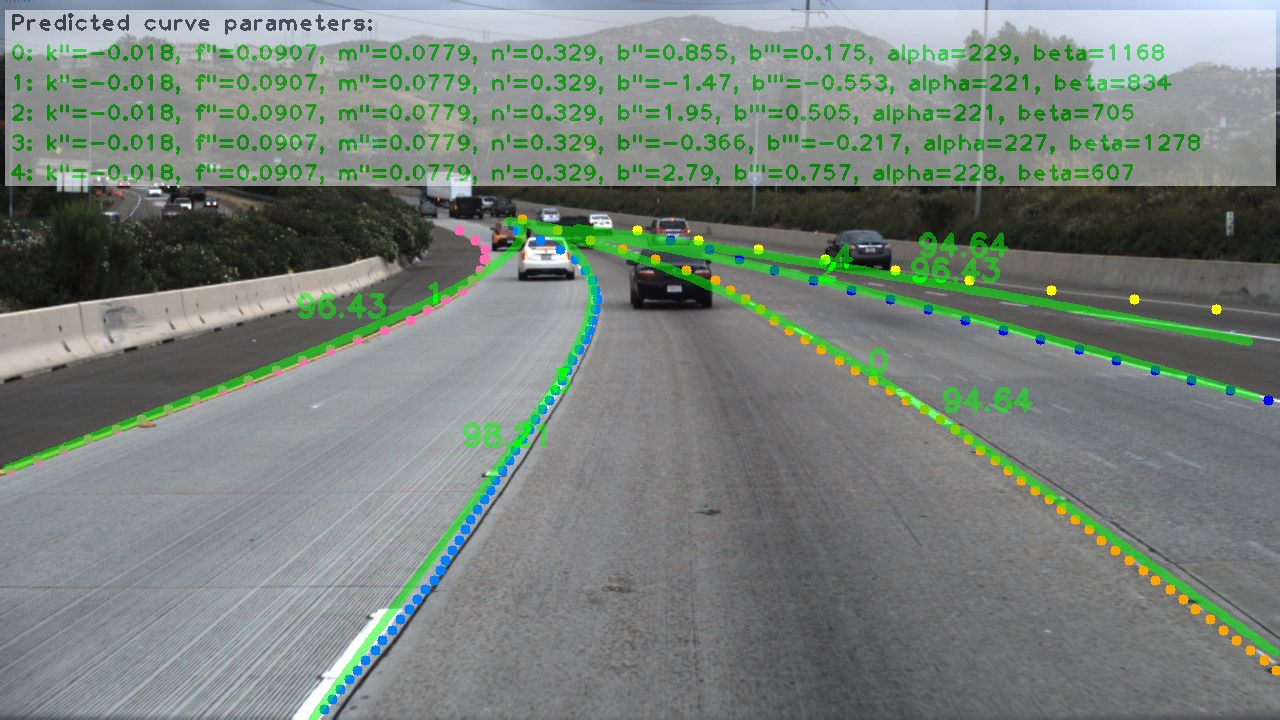 Predicted curve parameters:
0: k''=-0.018, f''=0.0907, m''=0.0779, n'=0.329, b''=0.855, b'''=0.175, alpha=229, beta=1168
1: k''=-0.018, f''=0.0907, m''=0.0779, n'=0.329, b''=-1.47, b'''=-0.553, alpha=221, beta=834
2: k''=-0.018, f''=0.0907, m''=0.0779, n'=0.329, b''=1.95, b'''=0.505, alpha=221, beta=705
3: k''=-0.018, f''=0.0907, m''=0.0779, n'=0.329, b''=-0.366, b'''=-0.217, alpha=227, beta=1278
4: k''=-0.018, f''=0.0907, m''=0.0779, n'=0.329, b''=2.79, b'''=0.757, alpha=228, beta=607
94.64
96.43
1
96.43
0
94.64